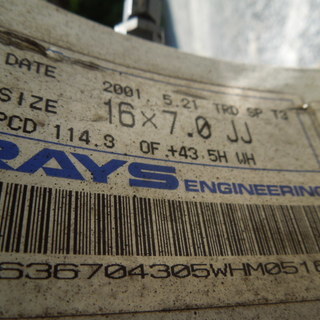 DATE 2001. 5.21 TRD SP T3
SIZE 16×7.0 JJ
PCD 114.3 OF.+43 5H WH
RAYS ENGINEERING
636704305WHM0516